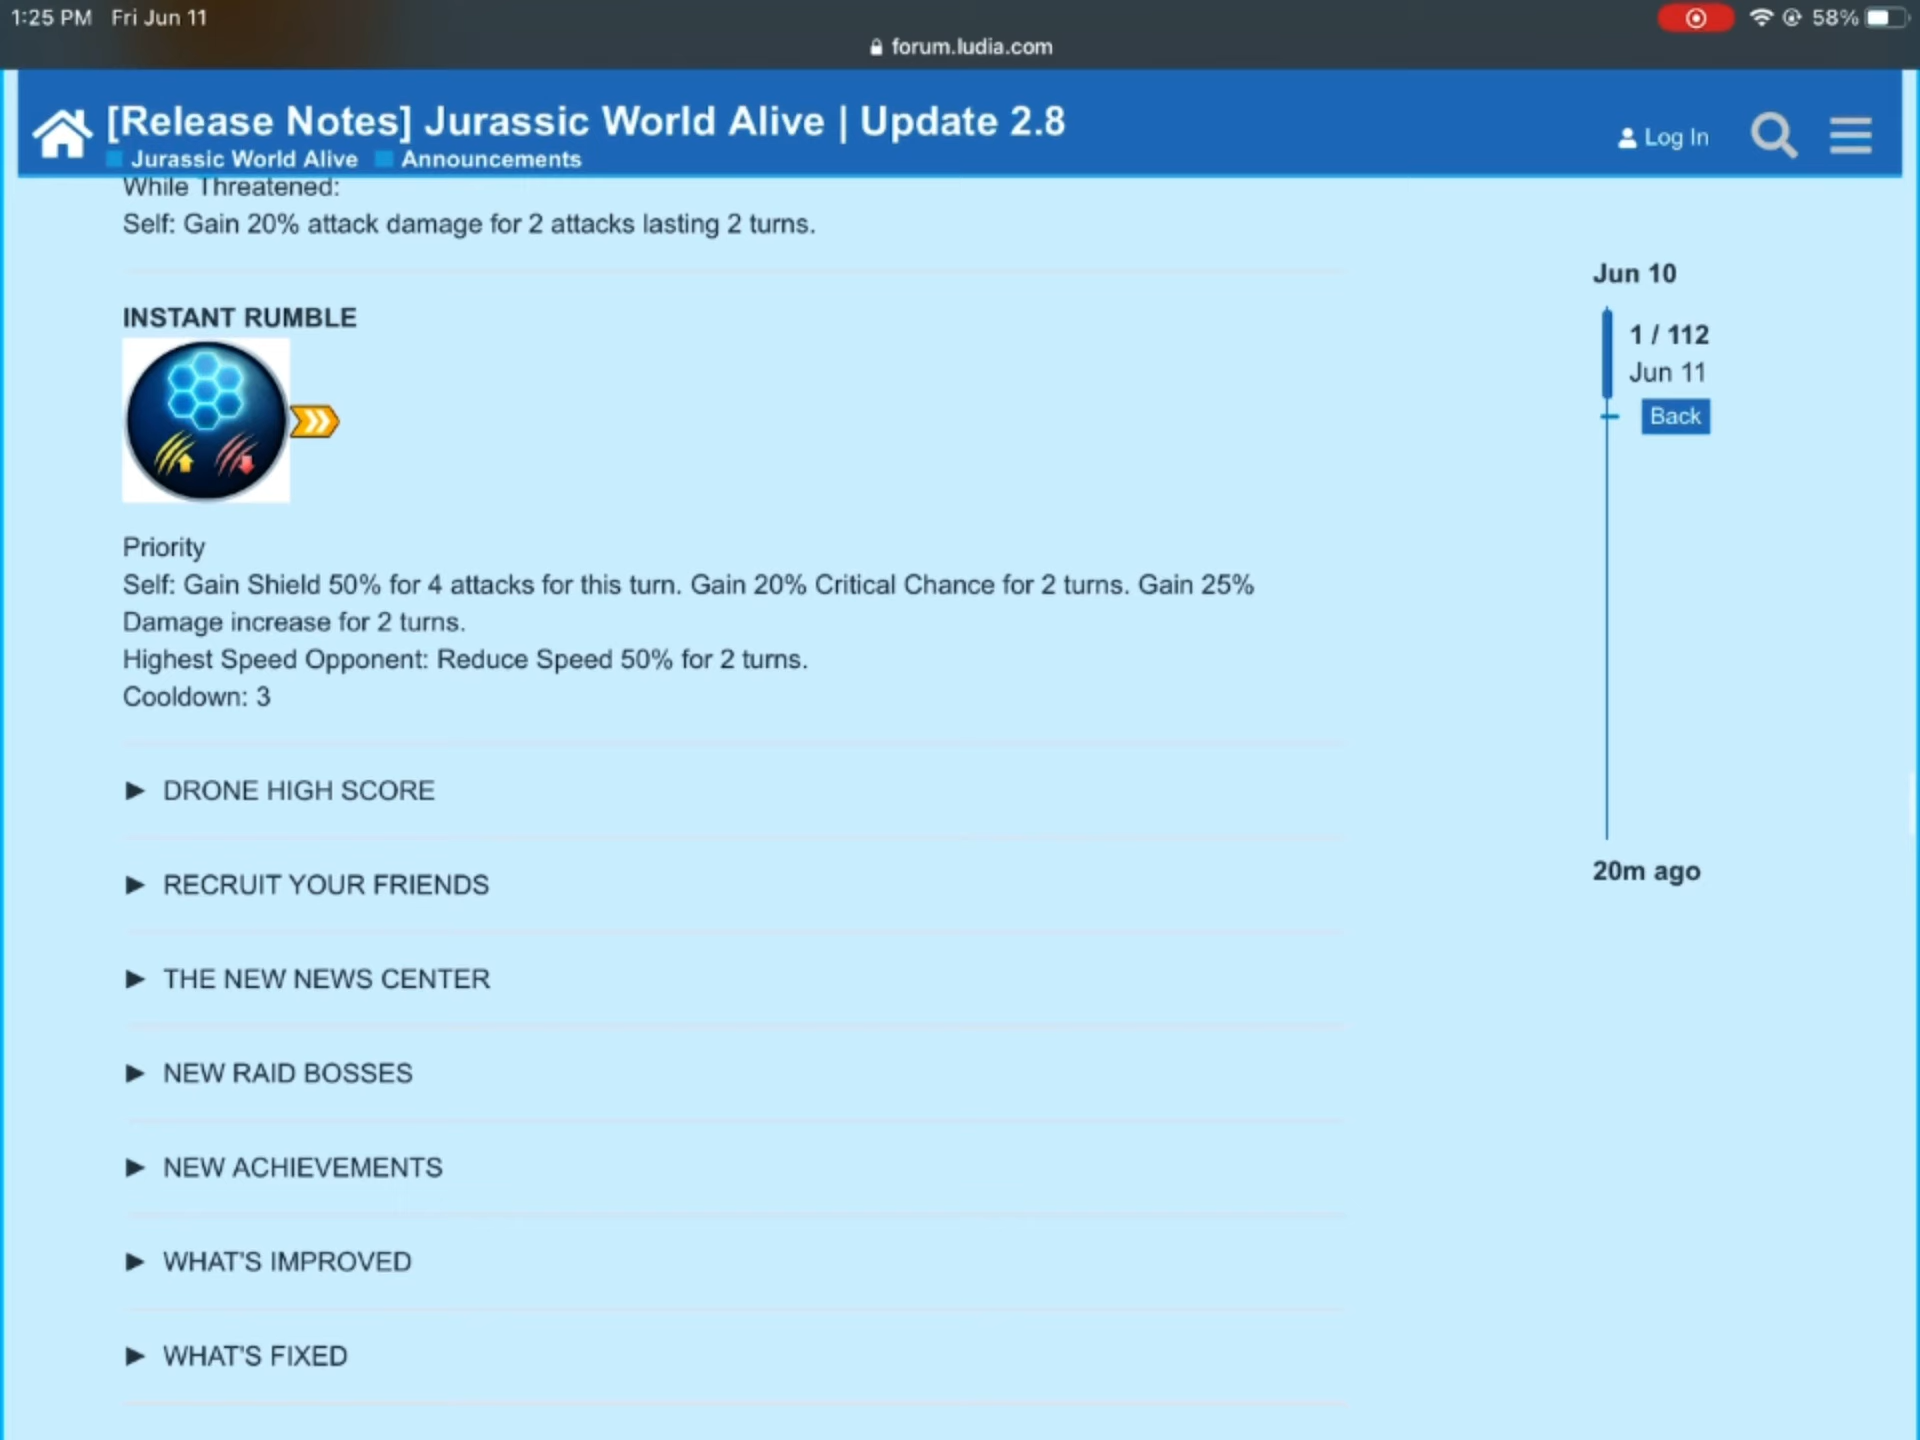 1:25 PM Fri Jun 11
58%
forum.ludia.com
[Release Notes] Jurassic World Alive | Update 2.8
Jurassic World Alive Announcements
Log In
While Threatened:
Self: Gain 20% attack damage for 2 attacks lasting 2 turns.
INSTANT RUMBLE
Priority
Self: Gain Shield 50% for 4 attacks for this turn. Gain 20% Critical Chance for 2 turns. Gain 25%
Damage increase for 2 turns.
Highest Speed Opponent: Reduce Speed 50% for 2 turns.
Cooldown: 3
DRONE HIGH SCORE
RECRUIT YOUR FRIENDS
THE NEW NEWS CENTER
NEW RAID BOSSES
NEW ACHIEVEMENTS
WHAT'S IMPROVED
WHAT'S FIXED
Jun 10
1 / 112
Jun 11
Back
20m ago